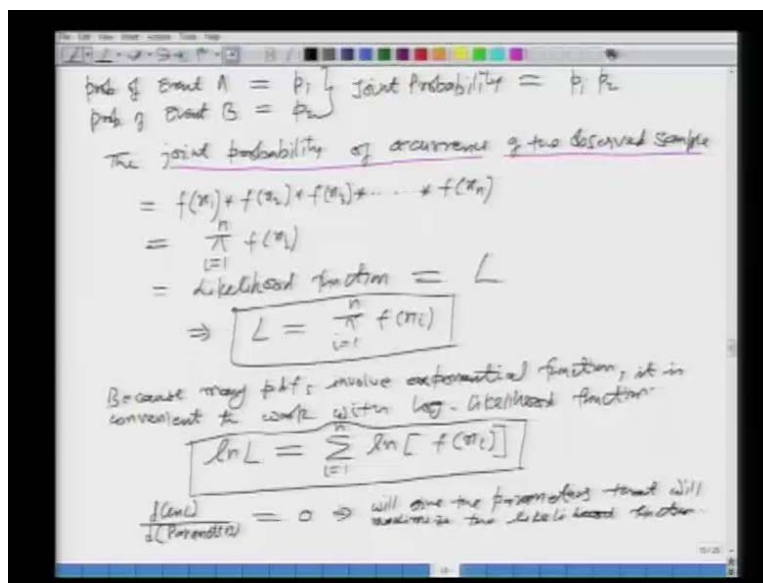 prob of Event A = p₁ } Joint Probability = p₁ p₂
prob of Event B = p₂
The joint probability of occurrence of the observed sample
= f(x₁) * f(x₂) * f(x₃) * ..... * f(xₙ)
= π f(xᵢ) i=1 n
= Likelihood function = L
⇒ L = π f(xᵢ) i=1 n
Because many pdfs involve exponential function, it is
convenient to work with log-likelihood function.
ln L = Σ ln [ f(xᵢ)] i=1 n
d(lnL)/d(Parameters) = 0 ⇒ will give the parameters that will
maximize the likelihood function.